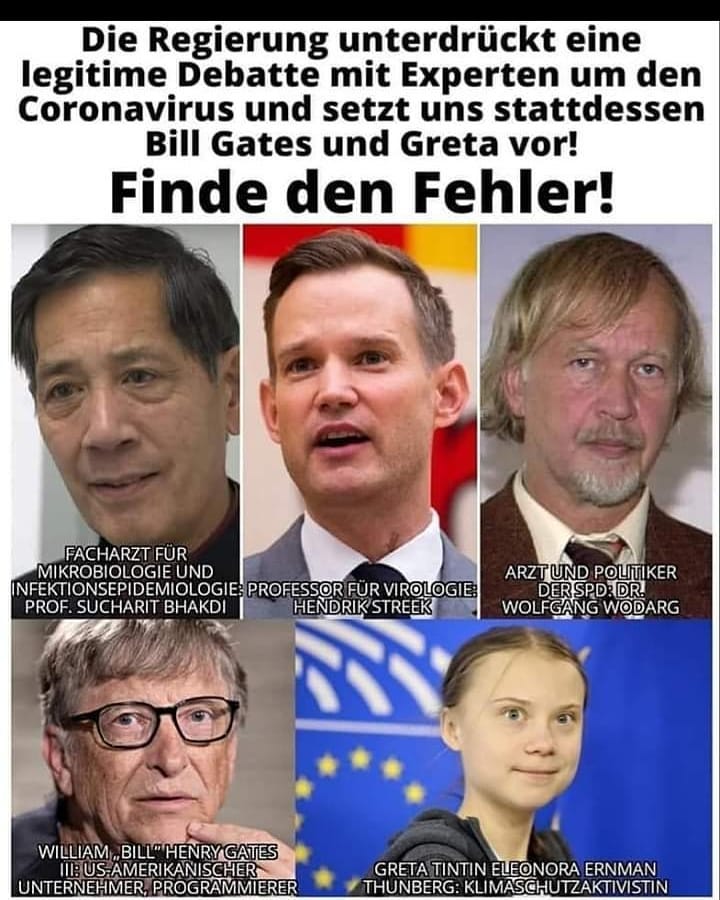 Die Regierung unterdrückt eine
legitime Debatte mit Experten um den
Coronavirus und setzt uns stattdessen
Bill Gates und Greta vor!
Finde den Fehler!
FACHARZT FÜR
MIKROBIOLOGIE UND
INFEKTIONSEPIDEMIOLOGIE:
PROF. SUCHARIT BHAKDI
PROFESSOR FÜR VIROLOGIE:
HENDRIK STREEK
ARZT UND POLITIKER
DER SPD: DR.
WOLFGANG WODARG
WILLIAM „BILL“ HENRY GATES
III: US-AMERIKANISCHER
UNTERNEHMER, PROGRAMMIERER
GRETA TINTIN ELEONORA ERNMAN
THUNBERG: KLIMASCHUTZAKTIVISTIN